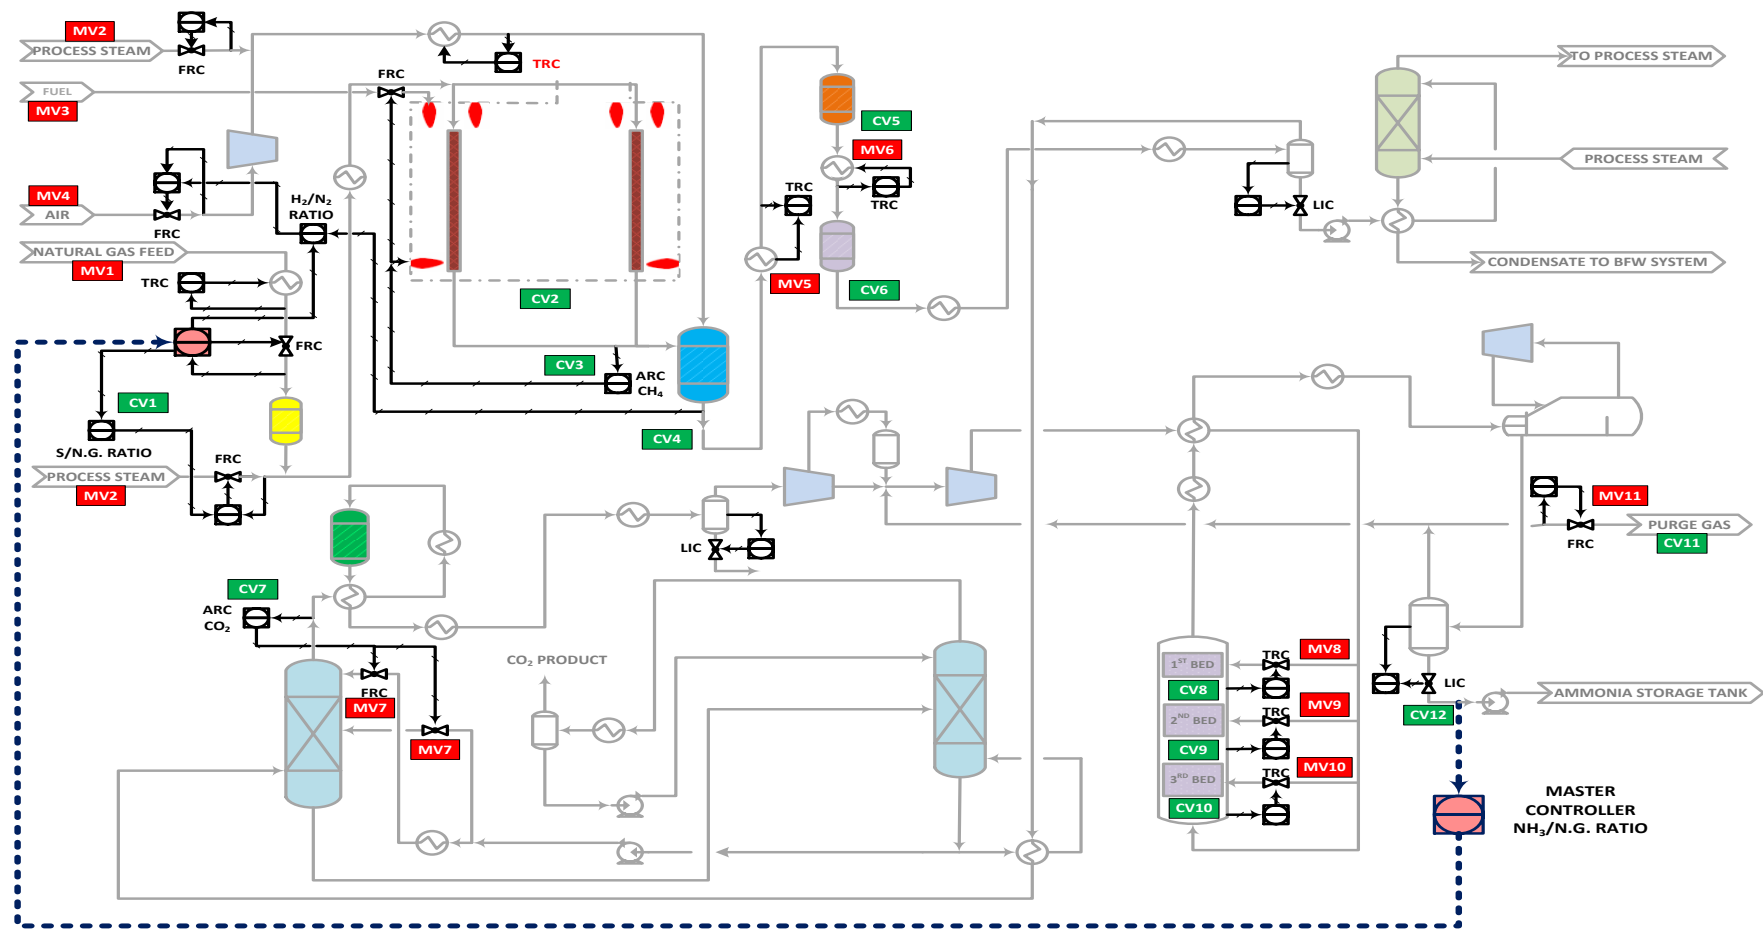 MV2
PROCESS STEAM
FRC
TRC
FUEL
MV3
FRC
MV4
AIR
FRC
H2/N2
RATIO
NATURAL GAS FEED
MV1
TRC
FRC
CV1
S/N.G. RATIO
FRC
PROCESS STEAM
MV2
CV2
CV3
ARC
CH4
CV4
CV5
MV6
TRC
TRC
MV5
CV6
TO PROCESS STEAM
PROCESS STEAM
LIC
CONDENSATE TO BFW SYSTEM
LIC
CV7
ARC
CO2
FRC
MV7
MV7
CO2 PRODUCT
MV11
PURGE GAS
FRC
CV11
1ST BED
TRC
MV8
CV8
2ND BED
TRC
MV9
CV9
3RD BED
TRC
MV10
CV10
LIC
AMMONIA STORAGE TANK
CV12
MASTER
CONTROLLER
NH3/N.G. RATIO